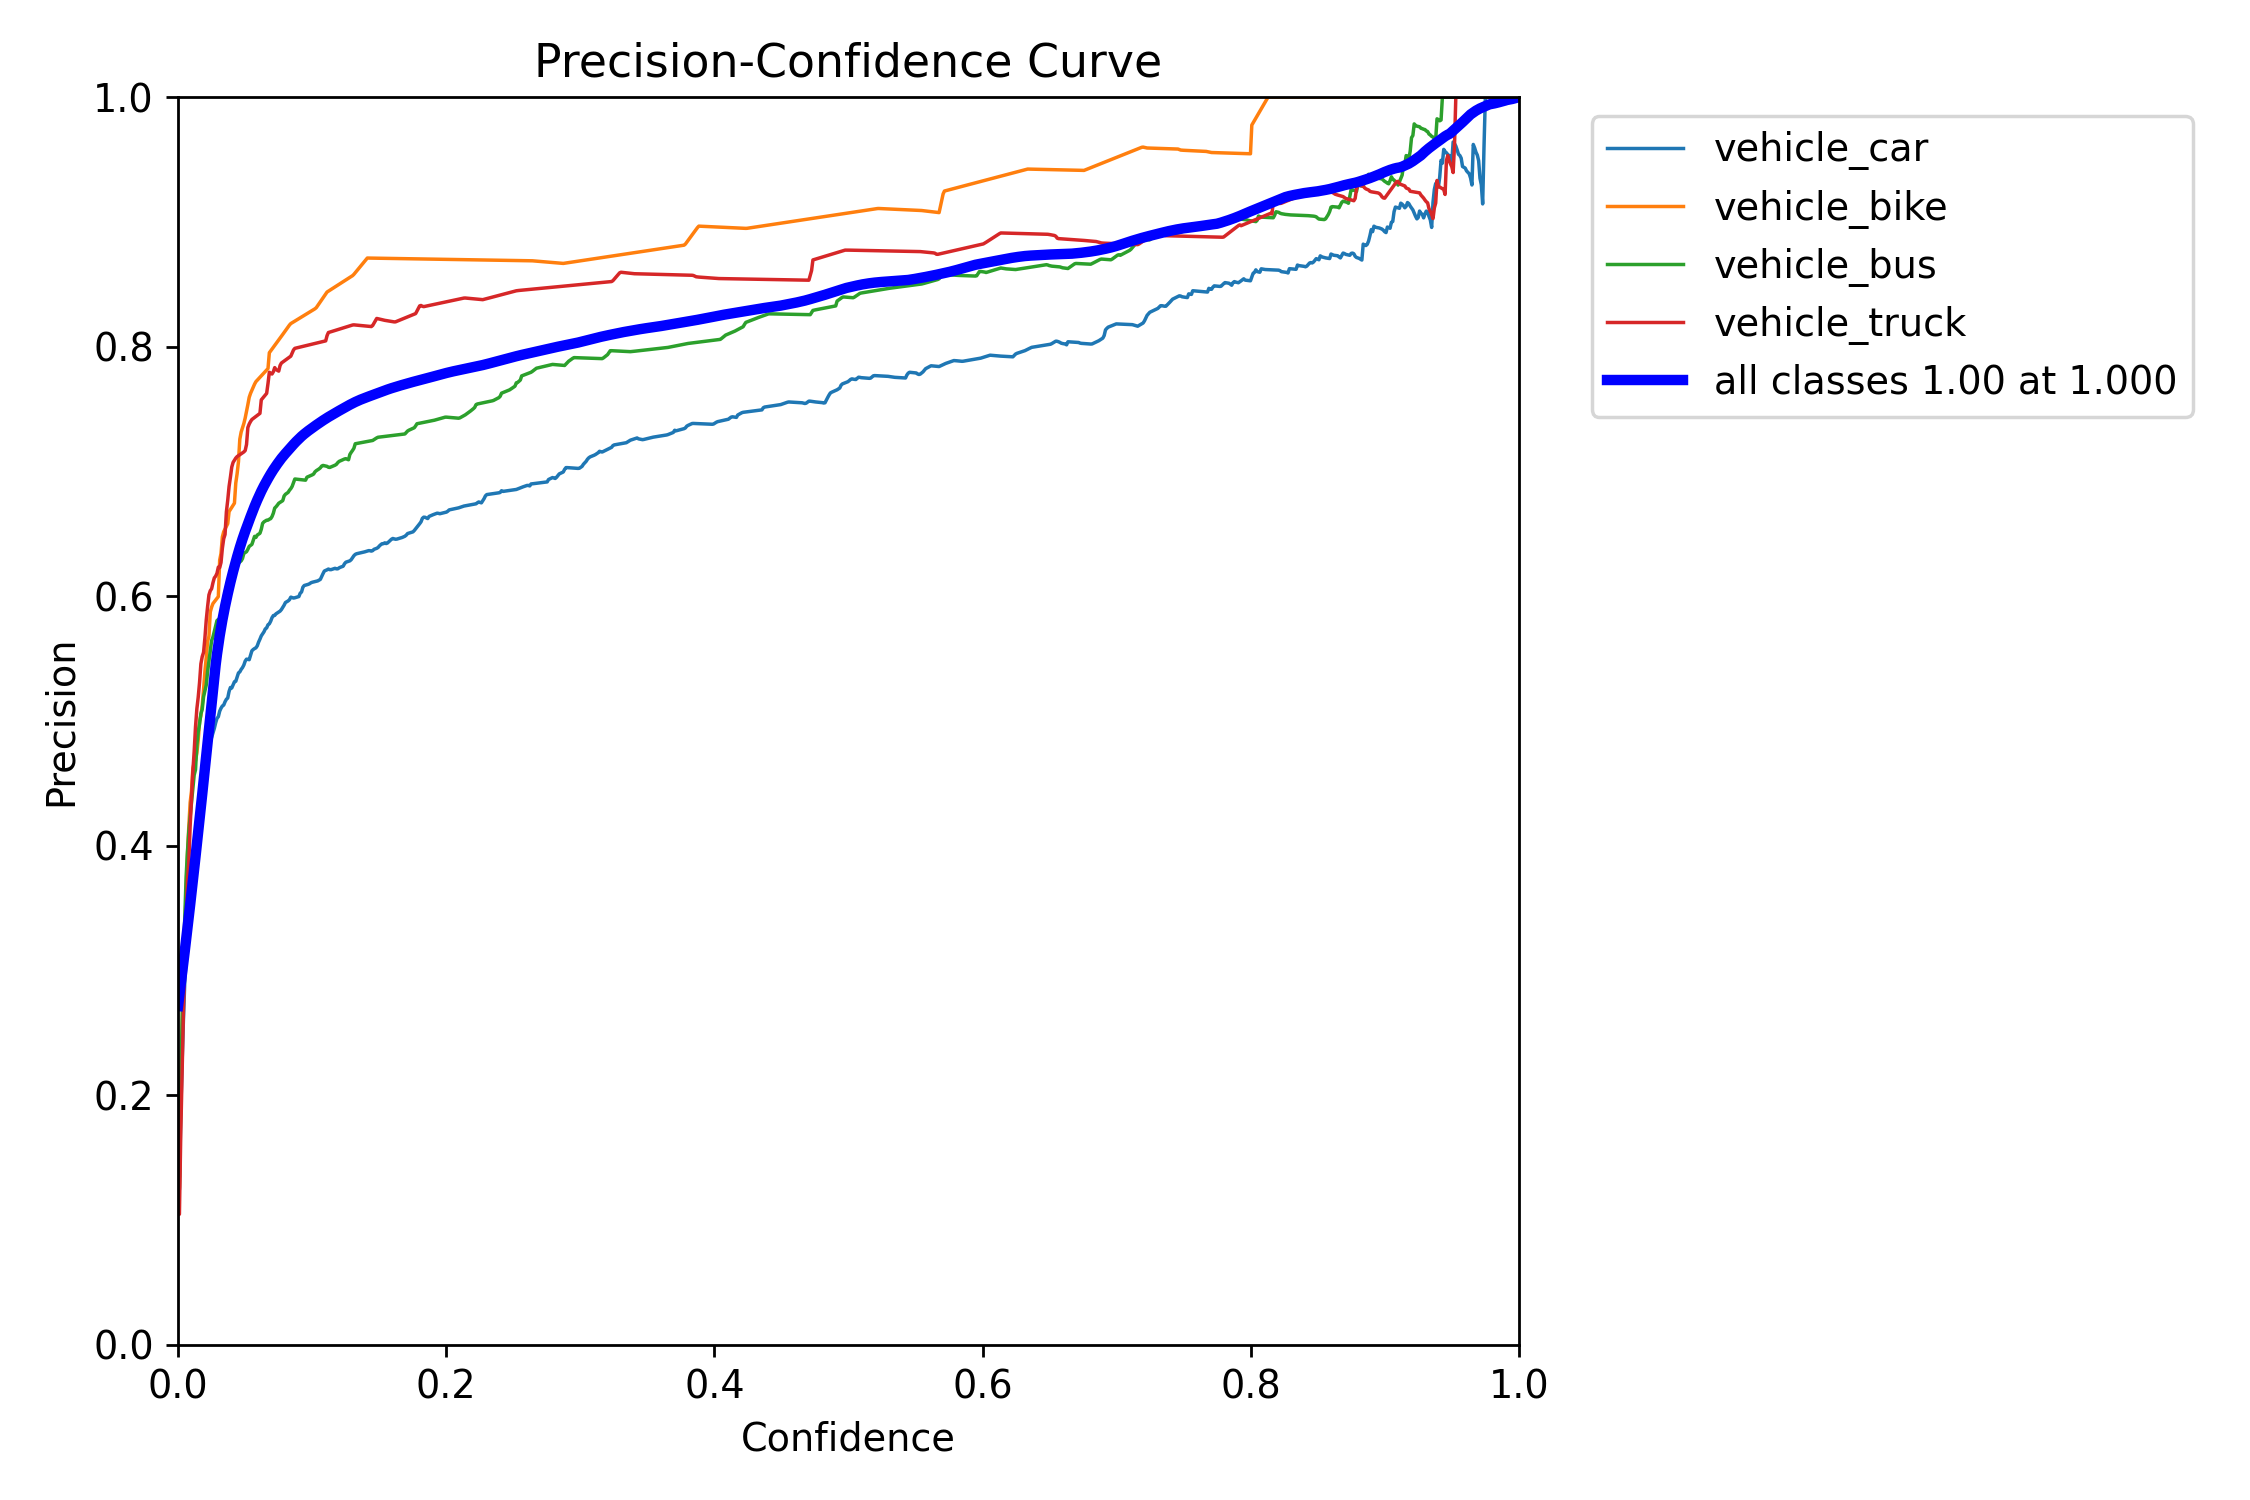 Precision-Confidence Curve
1.0
0.8
0.6
0.4
0.2
0.0
Precision
0.0 0.2 0.4 0.6 0.8 1.0
Confidence
vehicle_car
vehicle_bike
vehicle_bus
vehicle_truck
all classes 1.00 at 1.000